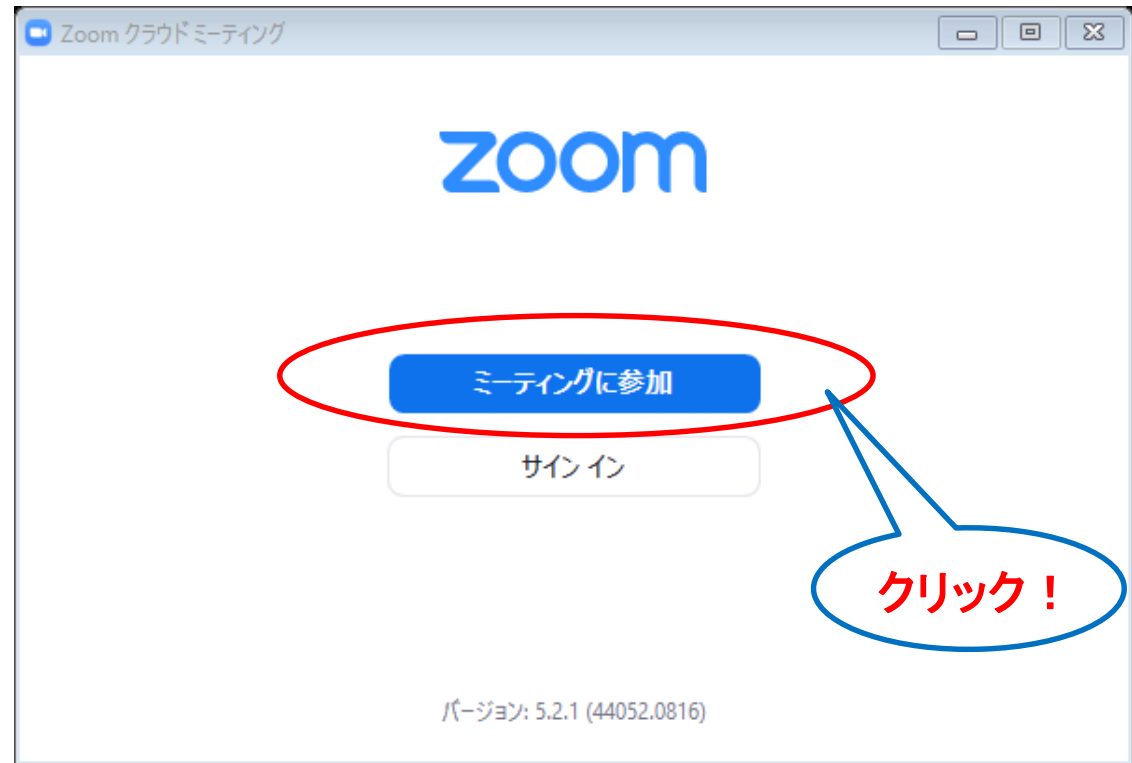 Zoom クラウド ミーティング
zoom
ミーティングに参加
サイン イン
クリック！
バージョン: 5.2.1 (44052.0816)